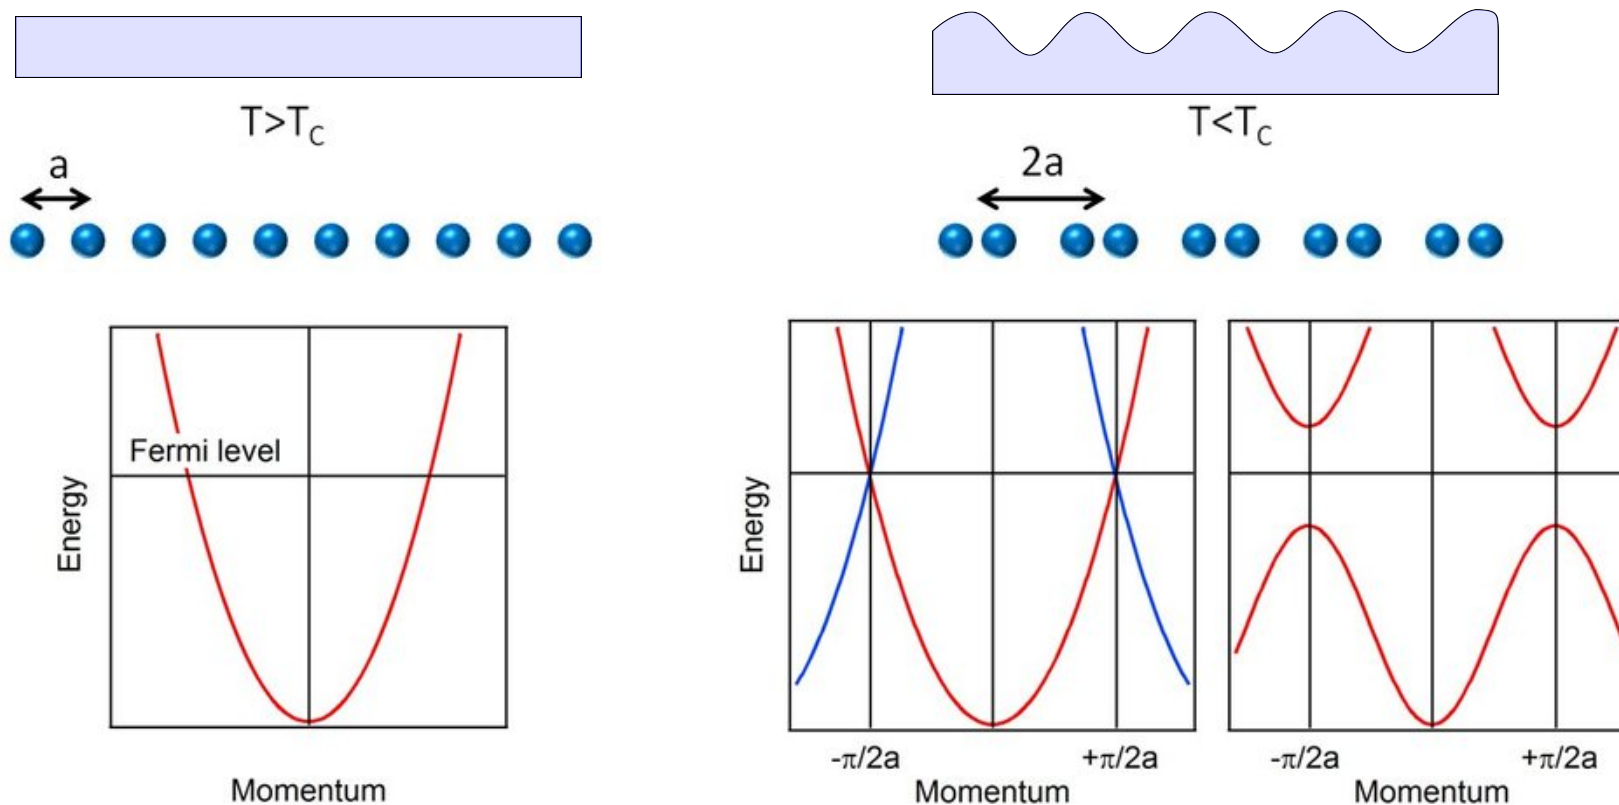 T>T_C
a
Fermi level
Energy
Momentum
T<T_C
2a
Energy
-π/2a
+π/2a
Momentum
-π/2a
+π/2a
Momentum